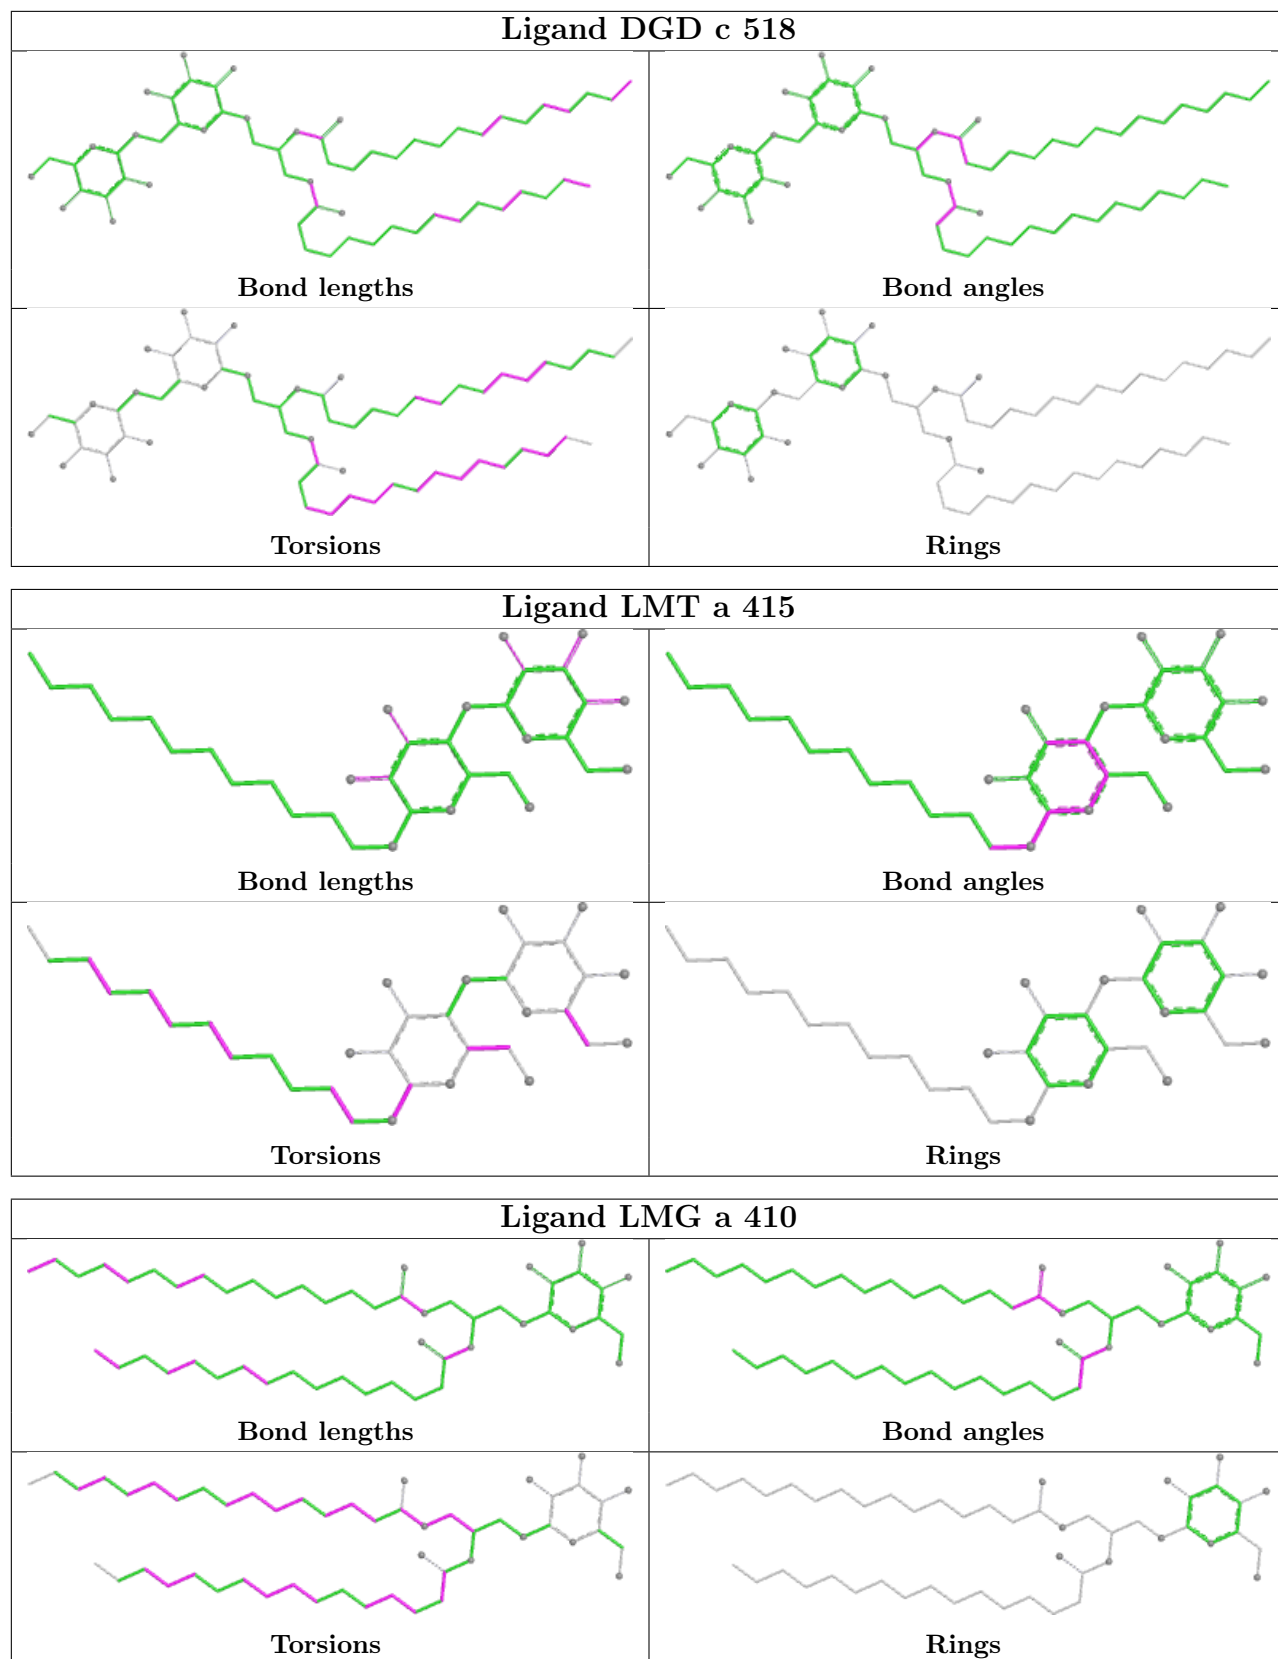 Ligand DGD c 518
Bond lengths
Bond angles
Torsions
Rings
Ligand LMT a 415
Bond lengths
Bond angles
Torsions
Rings
Ligand LMG a 410
Bond lengths
Bond angles
Torsions
Rings